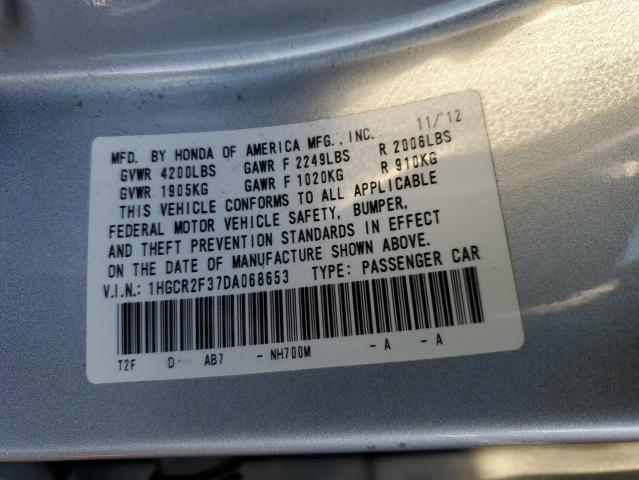 MFD. BY HONDA OF AMERICA MFG., INC. 11/12
GVWR 4200LBS GAWR F 2249LBS R 2006LBS
GVWR 1905KG GAWR F 1020KG R 910KG
THIS VEHICLE CONFORMS TO ALL APPLICABLE
FEDERAL MOTOR VEHICLE SAFETY, BUMPER,
AND THEFT PREVENTION STANDARDS IN EFFECT
ON THE DATE OF MANUFACTURE SHOWN ABOVE.
V.I.N.: 1HGCR2F37DA068653 TYPE: PASSENGER CAR
T2F D- AB7 - NH700M - A - A